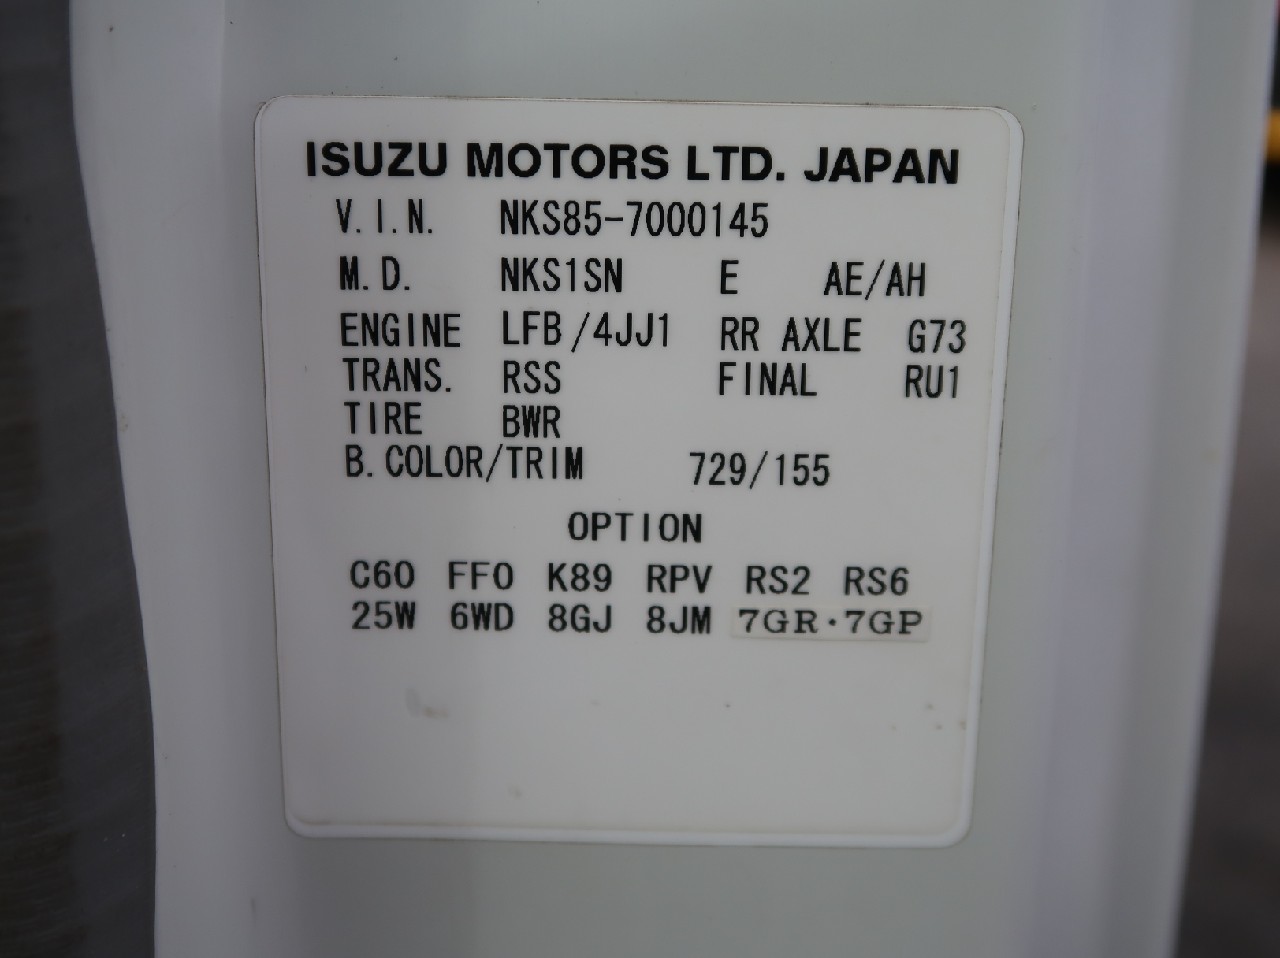 ISUZU MOTORS LTD. JAPAN
V.I.N. NKS85-7000145
M.D. NKS1SN E AE/AH
ENGINE LFB/4JJ1 RR AXLE G73
TRANS. RSS FINAL RU1
TIRE BWR
B.COLOR/TRIM 729/155
OPTION
C60 FF0 K89 RPV RS2 RS6
25W 6WD 8GJ 8JM 7GR·7GP